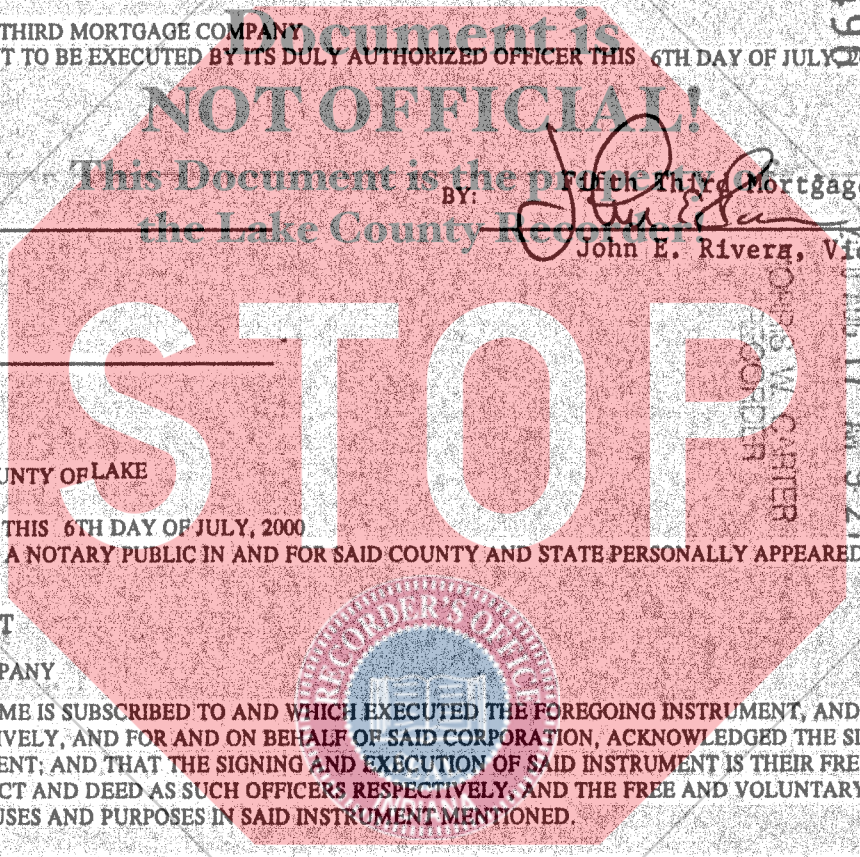 THIRD MORTGAGE COMPANY
Document is
T TO BE EXECUTED BY ITS DULY AUTHORIZED OFFICER THIS 6TH DAY OF JULY,
NOT OFFICIAL!
This Document is the property of
BY: Fifth Third Mortgag
the Lake County Recorder!
John E. Rivera, Vi
RECORDER
CARTER
STOP
UNTY OF LAKE
THIS 6TH DAY OF JULY, 2000
A NOTARY PUBLIC IN AND FOR SAID COUNTY AND STATE PERSONALLY APPEARED
RECORDER'S OFFICE
T
PANY
ME IS SUBSCRIBED TO AND WHICH EXECUTED THE FOREGOING INSTRUMENT, AND
IVELY, AND FOR AND ON BEHALF OF SAID CORPORATION, ACKNOWLEDGED THE SI
ENT; AND THAT THE SIGNING AND EXECUTION OF SAID INSTRUMENT IS THEIR FRE
CT AND DEED AS SUCH OFFICERS RESPECTIVELY, AND THE FREE AND VOLUNTARY
INDIANA
USES AND PURPOSES IN SAID INSTRUMENT MENTIONED.